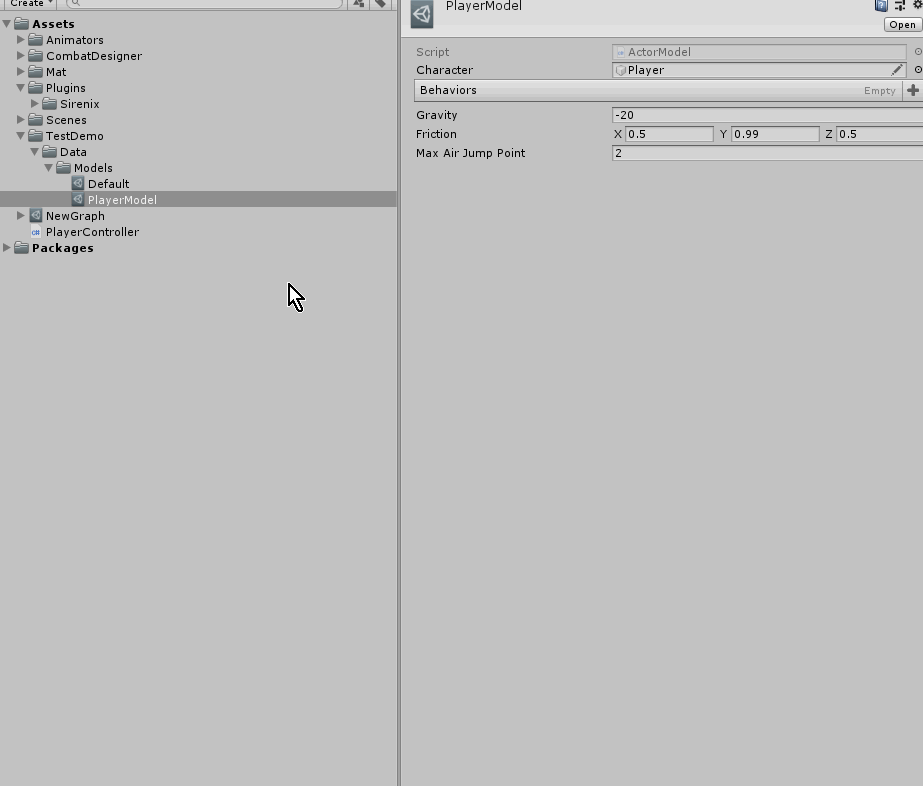 Create
Assets
Animators
CombatDesigner
Mat
Plugins
Sirenix
Scenes
TestDemo
Data
Models
Default
PlayerModel
NewGraph
PlayerController
Packages
PlayerModel
Open
Script ActorModel
Character Player
Behaviors Empty
Gravity -20
Friction X 0.5 Y 0.99 Z 0.5
Max Air Jump Point 2